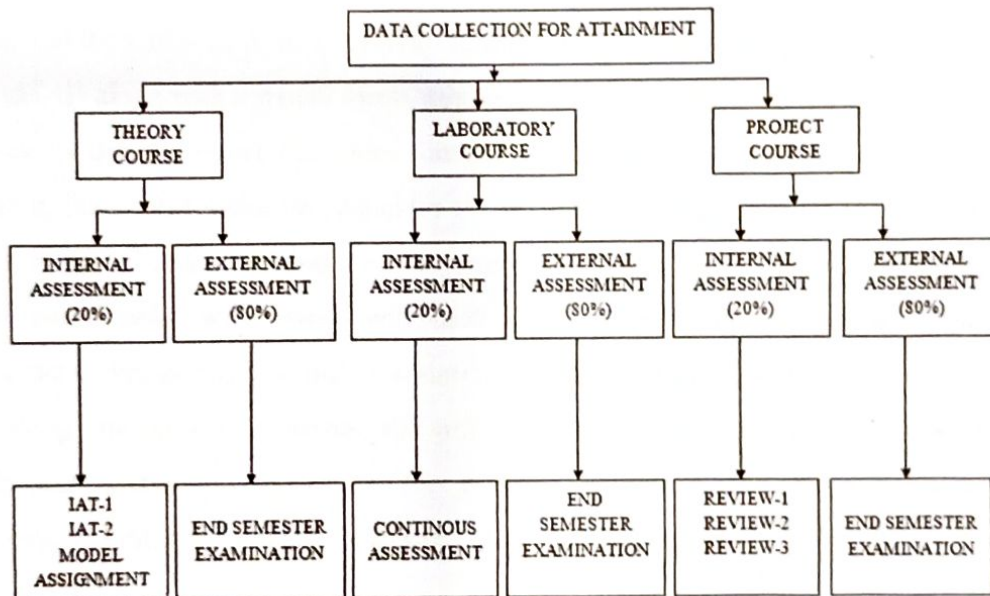 DATA COLLECTION FOR ATTAINMENT
THEORY
COURSE
LABORATORY
COURSE
PROJECT
COURSE
INTERNAL
ASSESSMENT
(20%)
EXTERNAL
ASSESSMENT
(80%)
INTERNAL
ASSESSMENT
(20%)
EXTERNAL
ASSESSMENT
(80%)
INTERNAL
ASSESSMENT
(20%)
EXTERNAL
ASSESSMENT
(80%)
IAT-1
IAT-2
MODEL
ASSIGNMENT
END SEMESTER
EXAMINATION
CONTINOUS
ASSESSMENT
END
SEMESTER
EXAMINATION
REVIEW-1
REVIEW-2
REVIEW-3
END SEMESTER
EXAMINATION